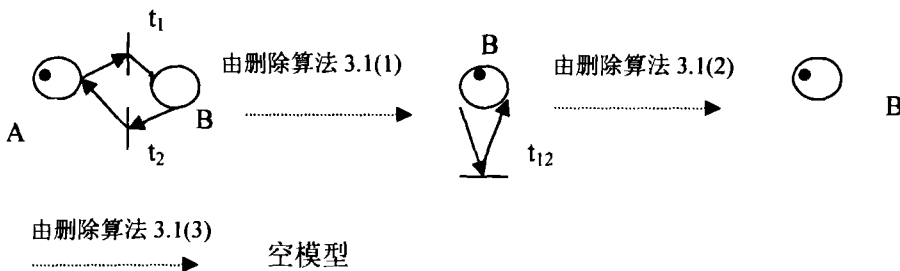 t₁
A
B
t₂
由删除算法 3.1(1)
B
t₁₂
由删除算法 3.1(2)
B
由删除算法 3.1(3)
空模型